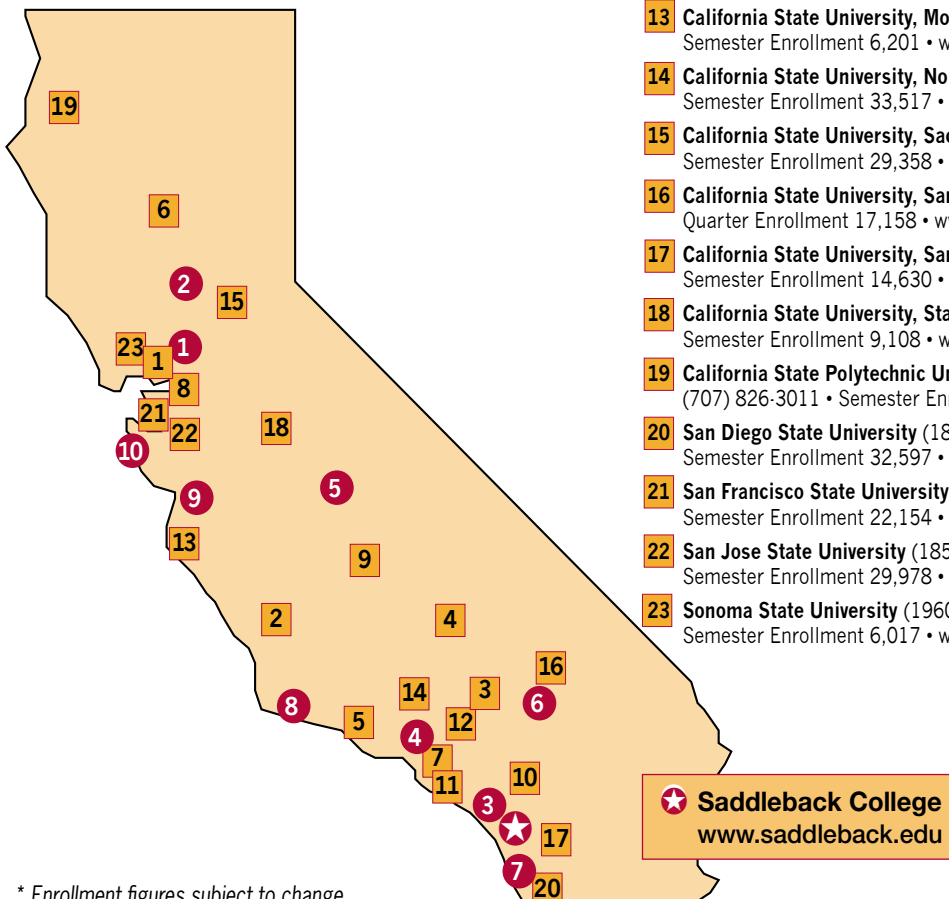 19
6
2
15
23
1
1
8
21
22
18
10
5
9
13
9
2
4
16
14
3
6
8
5
12
4
7
11
10
3
17
7
20
* Enrollment figures subject to change
13 California State University, Mo
Semester Enrollment 6,201 • w
14 California State University, No
Semester Enrollment 33,517 •
15 California State University, Sac
Semester Enrollment 29,358 •
16 California State University, San
Quarter Enrollment 17,158 • w
17 California State University, San
Semester Enrollment 14,630 •
18 California State University, Sta
Semester Enrollment 9,108 • w
19 California State Polytechnic Un
(707) 826-3011 • Semester En
20 San Diego State University (18
Semester Enrollment 32,597 •
21 San Francisco State University
Semester Enrollment 22,154 •
22 San Jose State University (185
Semester Enrollment 29,978 •
23 Sonoma State University (1960
Semester Enrollment 6,017 • w
Saddleback College
www.saddleback.edu